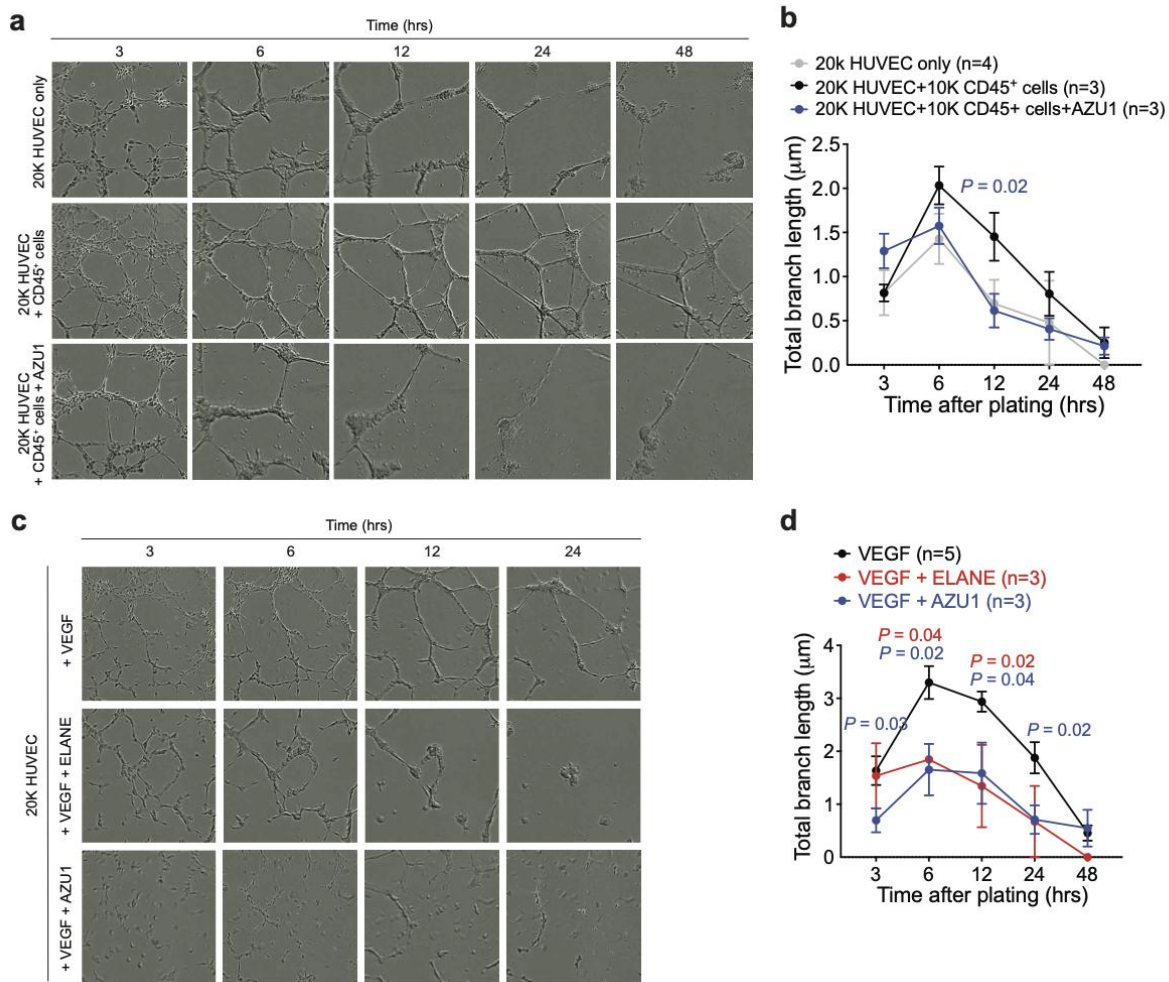 a
Time (hrs)
3 6 12 24 48
20K HUVEC only
20K HUVEC
+ CD45⁺ cells
20K HUVEC
+ CD45⁺ cells + AZU1
b
20k HUVEC only (n=4)
20K HUVEC+10K CD45⁺ cells (n=3)
20K HUVEC+10K CD45+ cells+AZU1 (n=3)
Total branch length (μm)
2.5
2.0
1.5
1.0
0.5
0.0
P = 0.02
3 6 12 24 48
Time after plating (hrs)
c
Time (hrs)
3 6 12 24
20K HUVEC
+ VEGF
+ VEGF + ELANE
+ VEGF + AZU1
d
VEGF (n=5)
VEGF + ELANE (n=3)
VEGF + AZU1 (n=3)
Total branch length (μm)
4
3
2
1
0
P = 0.04
P = 0.02
P = 0.02
P = 0.04
P = 0.03
P = 0.02
3 6 12 24 48
Time after plating (hrs)